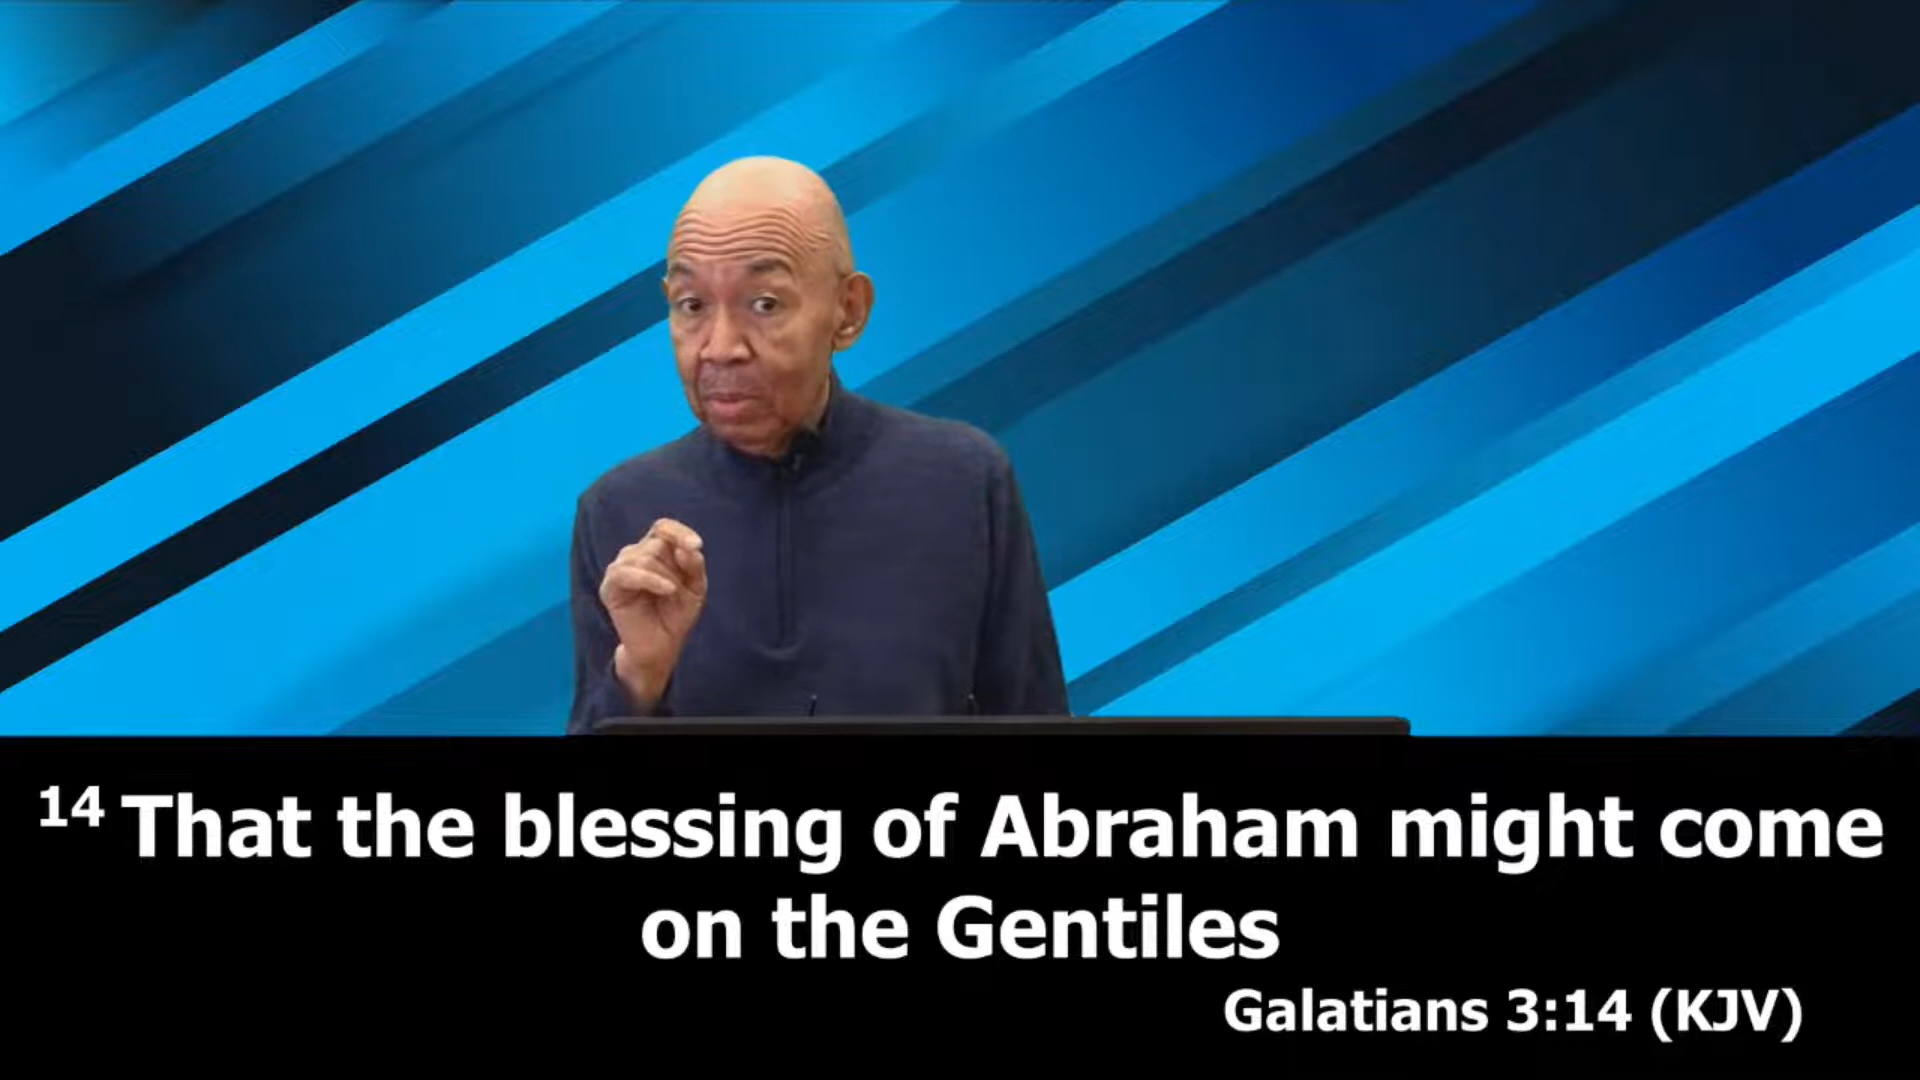 14 That the blessing of Abraham might come
on the Gentiles
Galatians 3:14 (KJV)